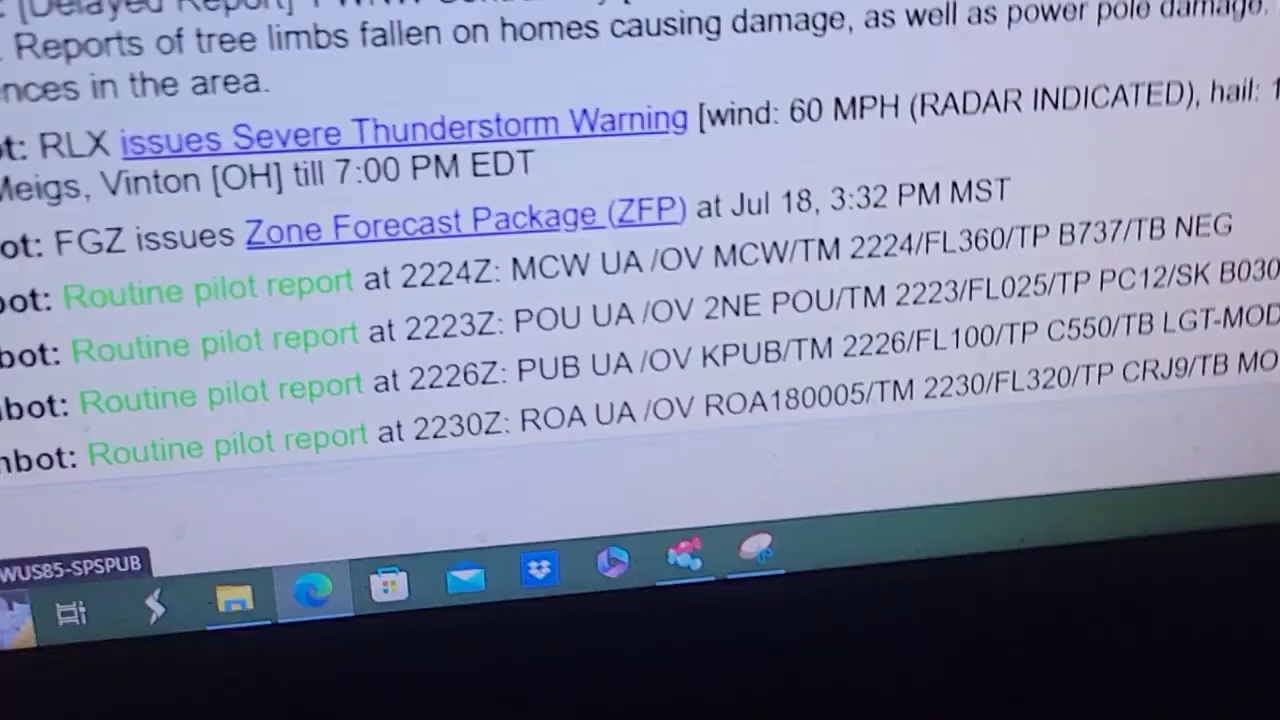 [Delayed Report]
. Reports of tree limbs fallen on homes causing damage, as well as power pole damage.
nces in the area.
ot: RLX issues Severe Thunderstorm Warning [wind: 60 MPH (RADAR INDICATED), hail: 1
Meigs, Vinton [OH] till 7:00 PM EDT
ot: FGZ issues Zone Forecast Package (ZFP) at Jul 18, 3:32 PM MST
bot: Routine pilot report at 2224Z: MCW UA /OV MCW/TM 2224/FL360/TP B737/TB NEG
bot: Routine pilot report at 2223Z: POU UA /OV 2NE POU/TM 2223/FL025/TP PC12/SK B030
nbot: Routine pilot report at 2226Z: PUB UA /OV KPUB/TM 2226/FL100/TP C550/TB LGT-MOD
nbot: Routine pilot report at 2230Z: ROA UA /OV ROA180005/TM 2230/FL320/TP CRJ9/TB MO
WUS85-SPSPUB